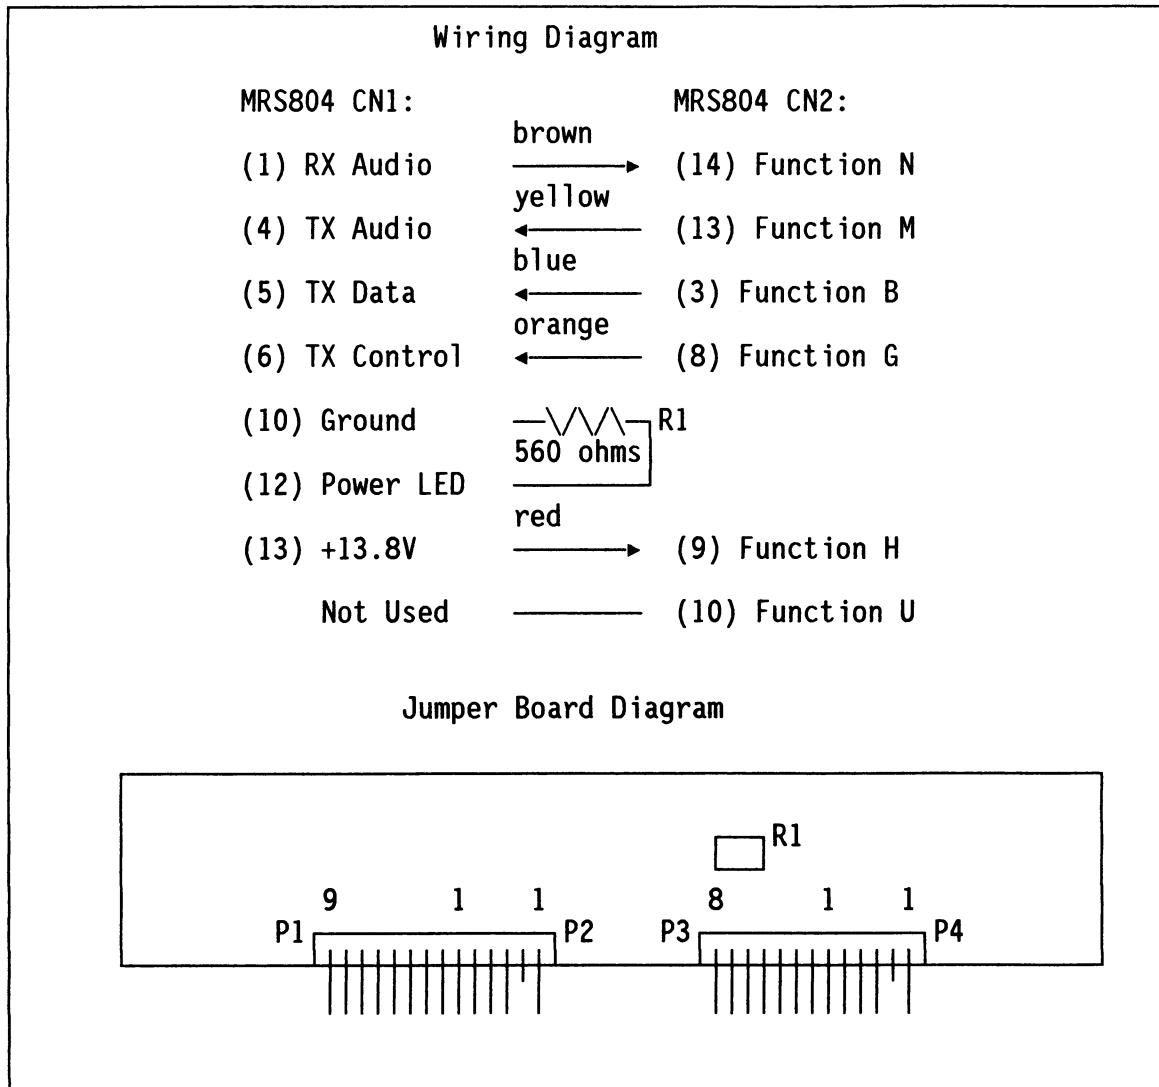 Wiring Diagram
MRS804 CN1: MRS804 CN2:
brown
(1) RX Audio (14) Function N
yellow
(4) TX Audio (13) Function M
blue
(5) TX Data (3) Function B
orange
(6) TX Control (8) Function G
(10) Ground R1
560 ohms
(12) Power LED
red
(13) +13.8V (9) Function H
Not Used (10) Function U
Jumper Board Diagram
R1
9 1 1 8 1 1
P1 P2 P3 P4